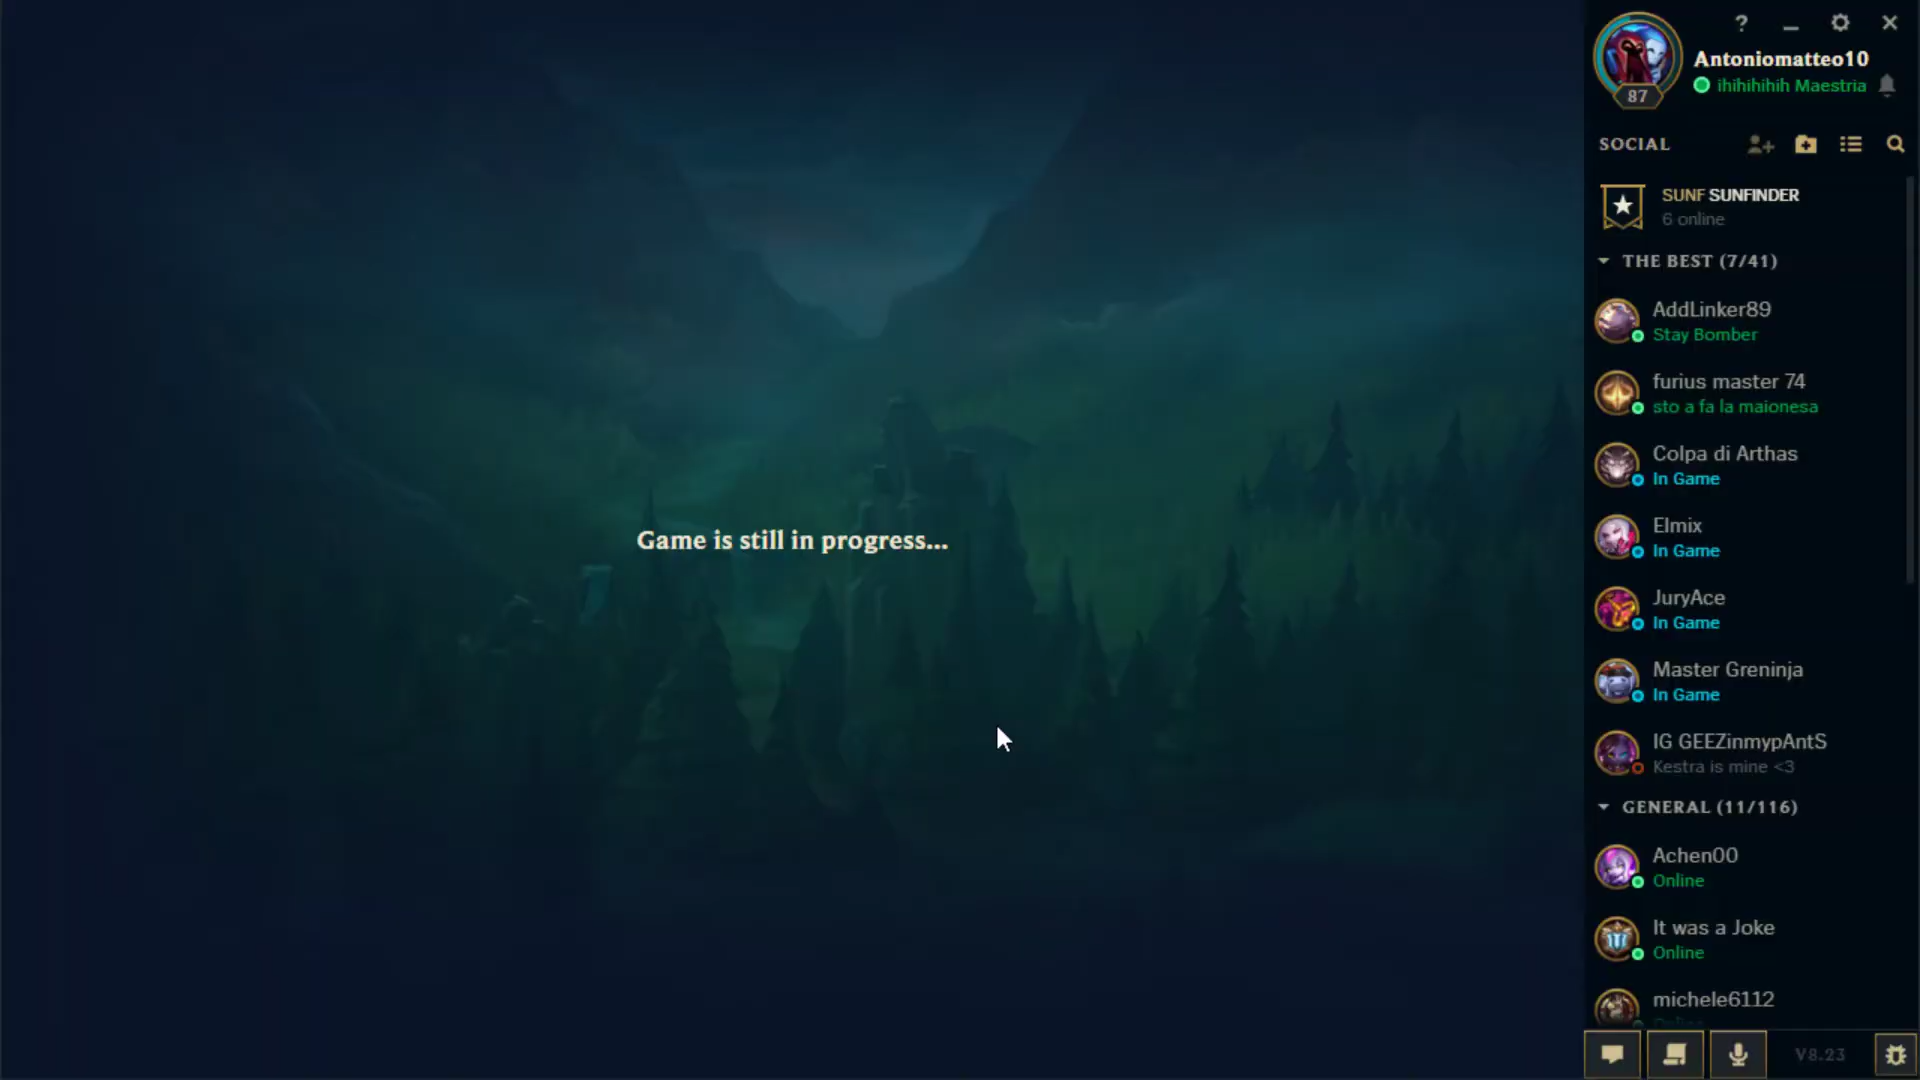 ?
Antoniomatteo10
ihihihihih Maestria
87
SOCIAL
SUNF SUNFINDER
6 online
THE BEST (7/41)
AddLinker89
Stay Bomber
furius master 74
sto a fa la maionesa
Colpa di Arthas
In Game
Elmix
In Game
JuryAce
In Game
Master Greninja
In Game
IG GEEZinmypAntS
Kestra is mine <3
GENERAL (11/116)
Achen00
Online
It was a Joke
Online
michele6112
Online
V8.23
Game is still in progress...